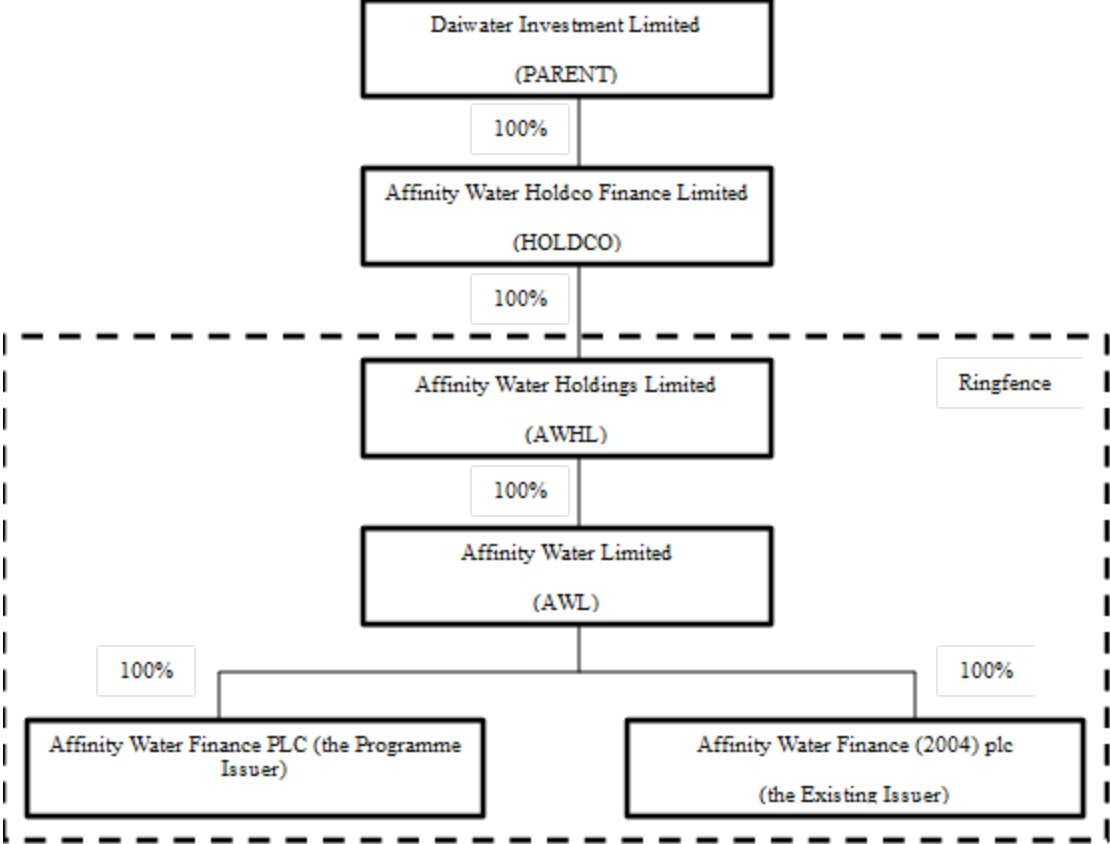 Daiwater Investment Limited
(PARENT)
100%
Affinity Water Holdco Finance Limited
(HOLDCO)
100%
Affinity Water Holdings Limited
Ringfence
(AWHL)
100%
Affinity Water Limited
(AWL)
100%
100%
Affinity Water Finance PLC (the Programme
Issuer)
Affinity Water Finance (2004) plc
(the Existing Issuer)